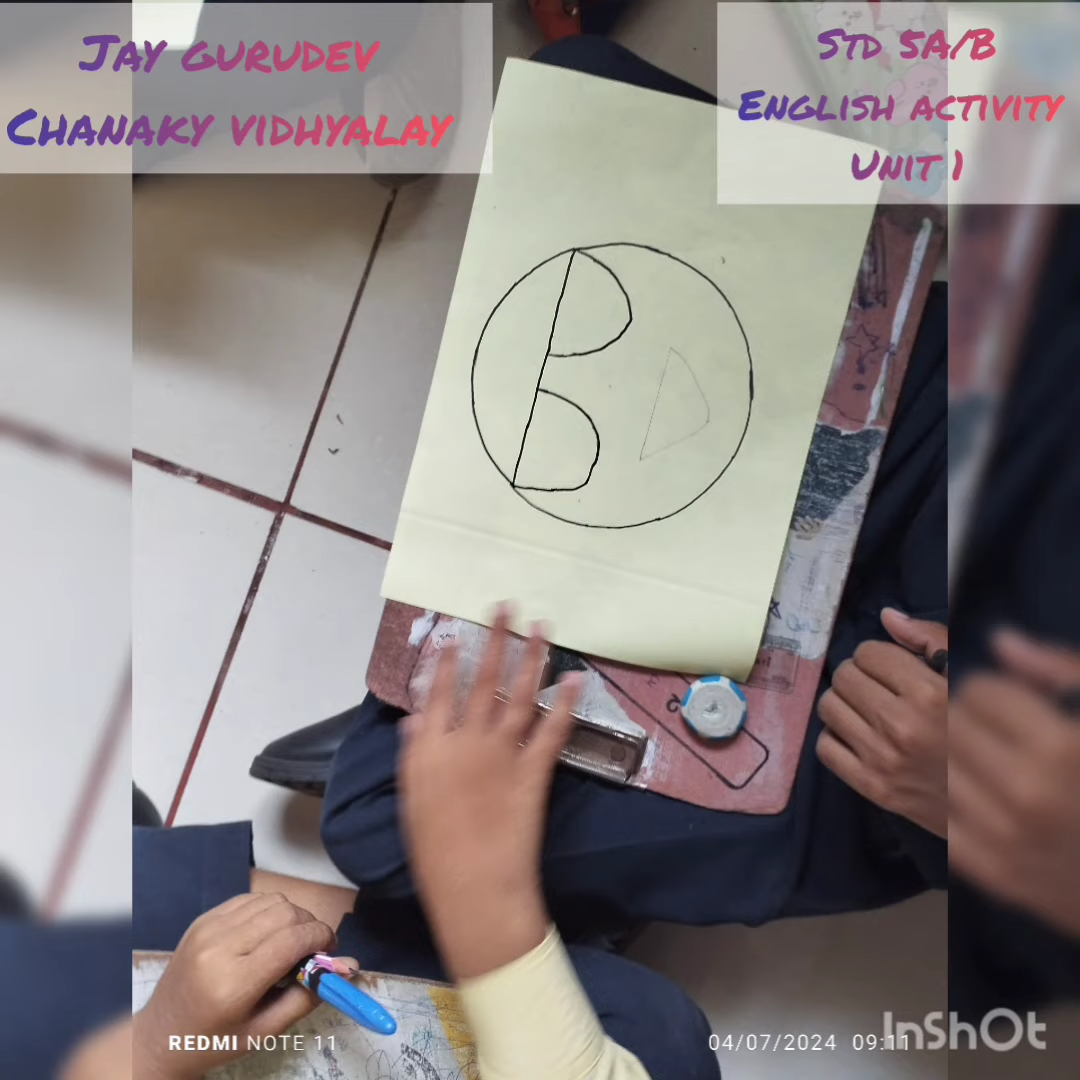 Jay gurudev
Chanaky vidhyalay
Std 5A/B
English activity
Unit 1
REDMI NOTE 11
04/07/2024 09:11
InShOt